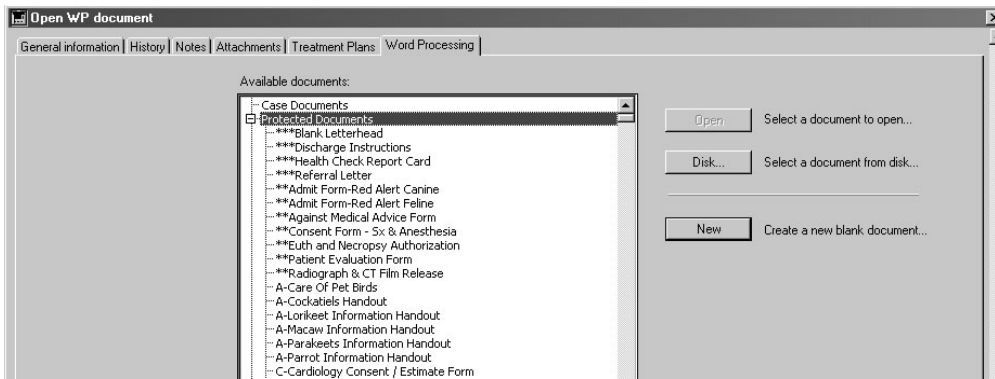 Open WP document
General information History Notes Attachments Treatment Plans Word Processing
Available documents:
Case Documents
Protected Documents
***Blank Letterhead
***Discharge Instructions
***Health Check Report Card
***Referral Letter
**Admit Form-Red Alert Canine
**Admit Form-Red Alert Feline
**Against Medical Advice Form
**Consent Form - Sx & Anesthesia
**Euth and Necropsy Authorization
**Patient Evaluation Form
**Radiograph & CT Film Release
A-Care Of Pet Birds
A-Cockatiels Handout
A-Lorikeet Information Handout
A-Macaw Information Handout
A-Parakeets Information Handout
A-Parrot Information Handout
C-Cardiology Consent / Estimate Form
Open Select a document to open...
Disk... Select a document from disk...
New Create a new blank document...